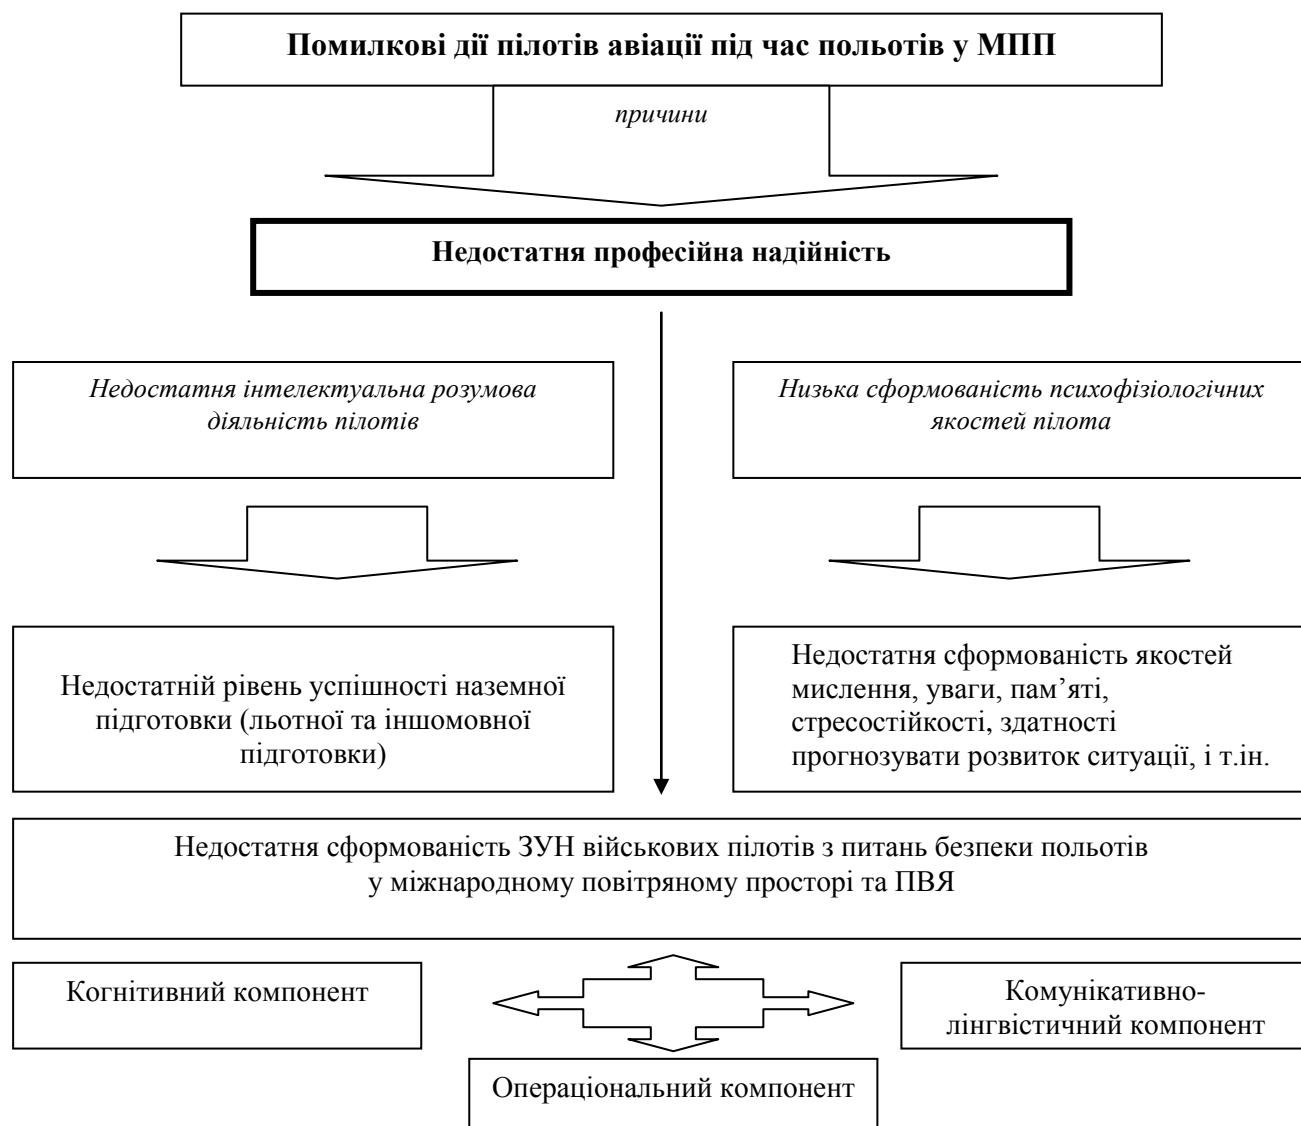 Помилкові дії пілотів авіації під час польотів у МПП
причини
Недостатня професійна надійність
Недостатня інтелектуальна розумова
діяльність пілотів
Низька сформованість психофізіологічних
якостей пілота
Недостатній рівень успішності наземної
підготовки (льотної та іншомовної
підготовки)
Недостатня сформованість якостей
мислення, уваги, пам’яті,
стресостійкості, здатності
прогнозувати розвиток ситуації, і т.ін.
Недостатня сформованість ЗУН військових пілотів з питань безпеки польотів
у міжнародному повітряному просторі та ПВЯ
Когнітивний компонент
Комунікативно-
лінгвістичний компонент
Операціональний компонент